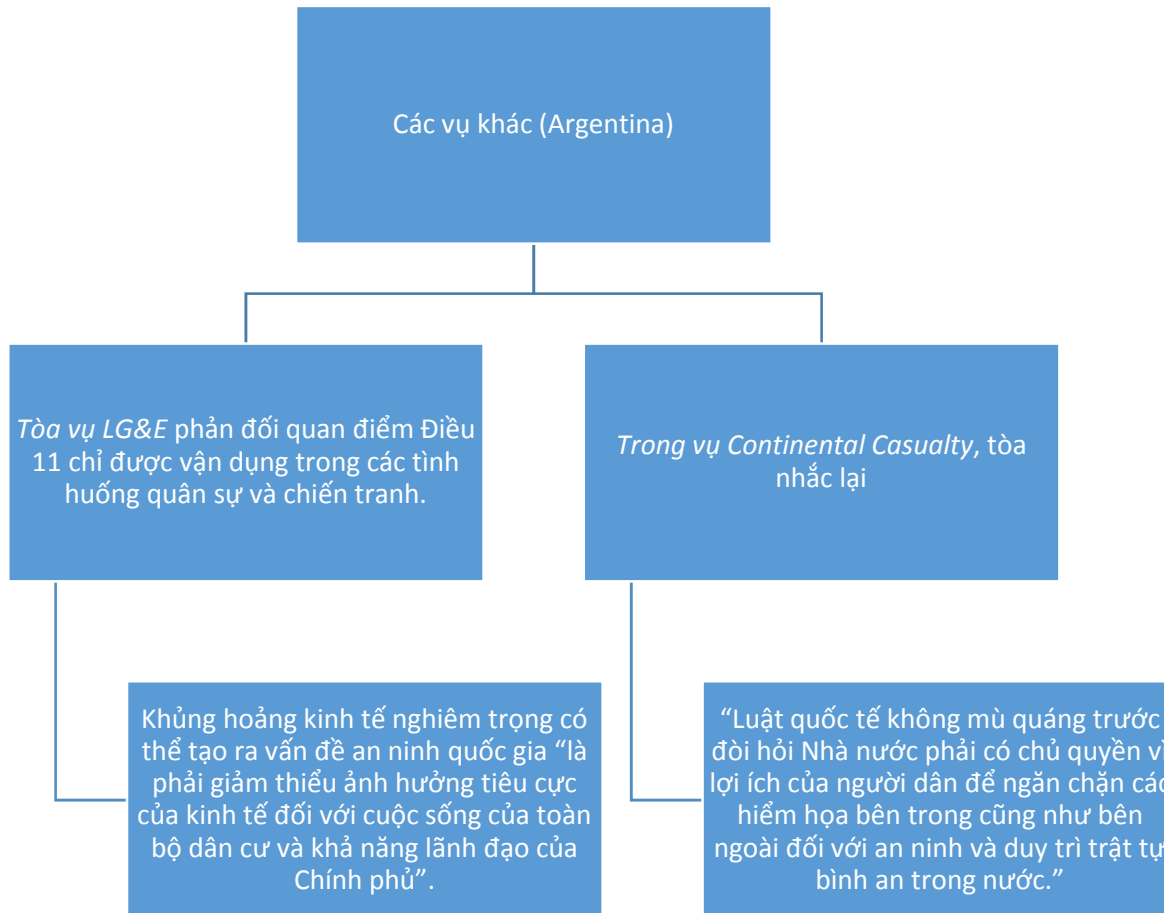 Các vụ khác (Argentina)
Tòa vụ LG&E phản đối quan điểm Điều
11 chỉ được vận dụng trong các tình
huống quân sự và chiến tranh.
Trong vụ Continental Casualty, tòa
nhắc lại
Khủng hoảng kinh tế nghiêm trọng có
thể tạo ra vấn đề an ninh quốc gia “là
phải giảm thiểu ảnh hưởng tiêu cực
của kinh tế đối với cuộc sống của toàn
bộ dân cư và khả năng lãnh đạo của
Chính phủ”.
“Luật quốc tế không mù quáng trước
đòi hỏi Nhà nước phải có chủ quyền vì
lợi ích của người dân để ngăn chặn các
hiểm họa bên trong cũng như bên
ngoài đối với an ninh và duy trì trật tự
bình an trong nước.”